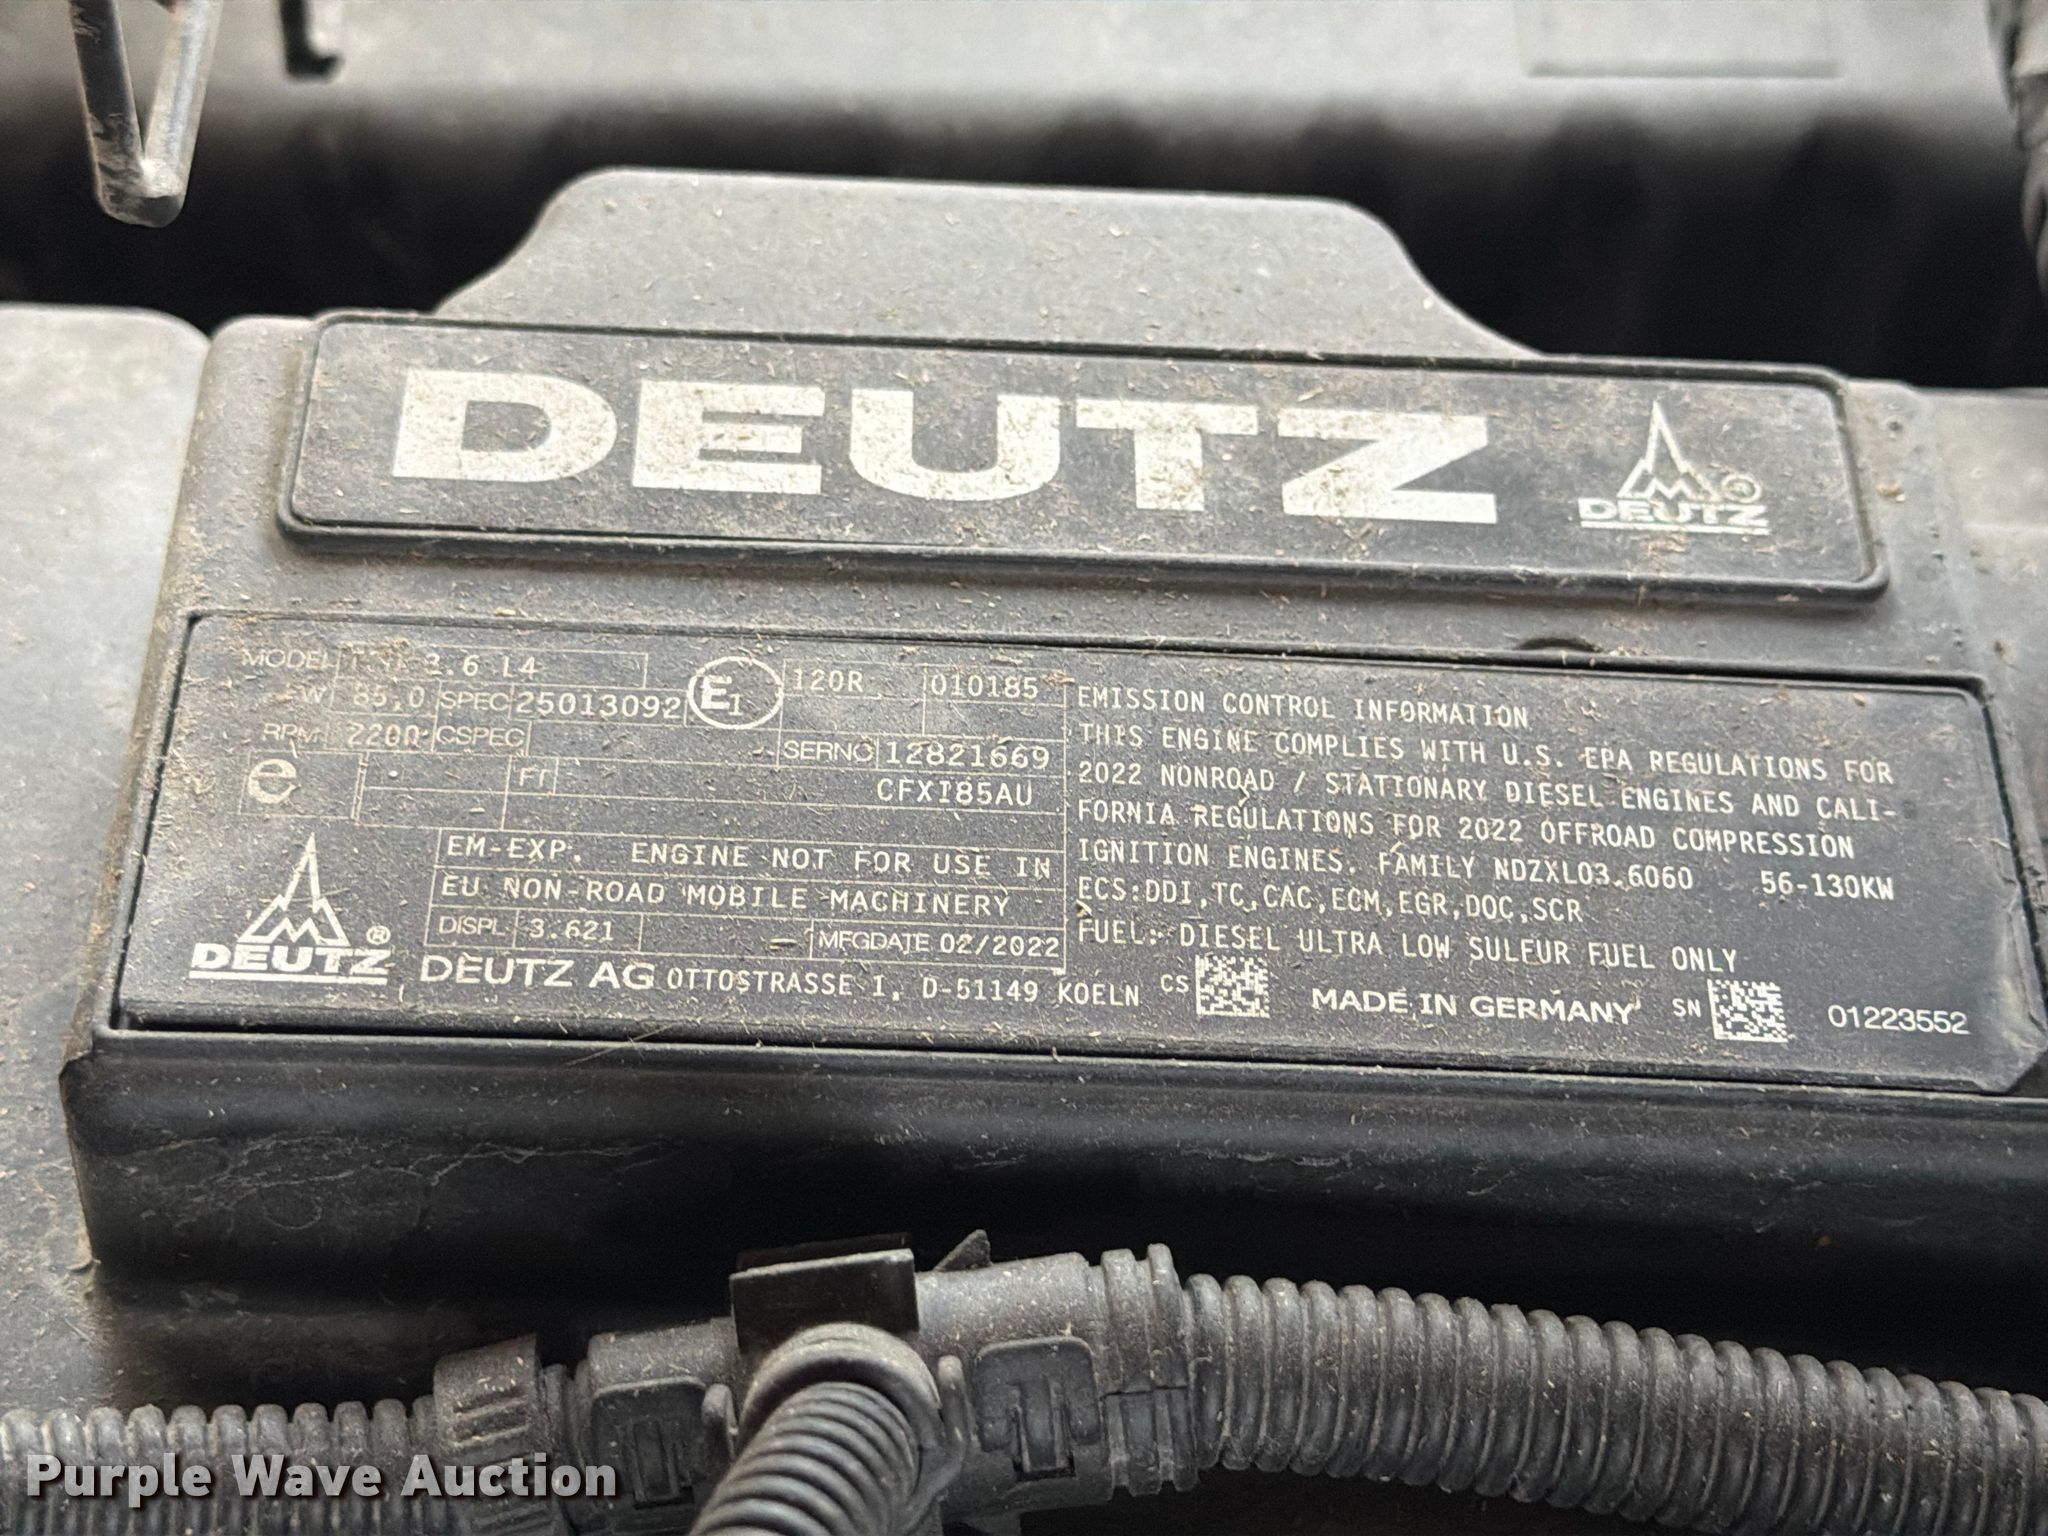 DEUTZ
DEUTZ
MODEL 3.6 L4
KW 85,0 SPEC 25013092 E1 120R 010185
RPM 2200 CSPEC SERNO 12821669
e FT CFXI85AU
EM-EXP. ENGINE NOT FOR USE IN
EU NON-ROAD MOBILE MACHINERY
DISPL 3.621 MFGDATE 02/2022
DEUTZ®
DEUTZ AG OTTOSTRASSE 1, D-51149 KOELN
EMISSION CONTROL INFORMATION
THIS ENGINE COMPLIES WITH U.S. EPA REGULATIONS FOR
2022 NONROAD / STATIONARY DIESEL ENGINES AND CALI-
FORNIA REGULATIONS FOR 2022 OFFROAD COMPRESSION
IGNITION ENGINES. FAMILY NDZXL03.6060 56-130KW
ECS:DDI,TC,CAC,ECM,EGR,DOC,SCR
FUEL: DIESEL ULTRA LOW SULFUR FUEL ONLY
CS MADE IN GERMANY SN 01223552
Purple Wave Auction